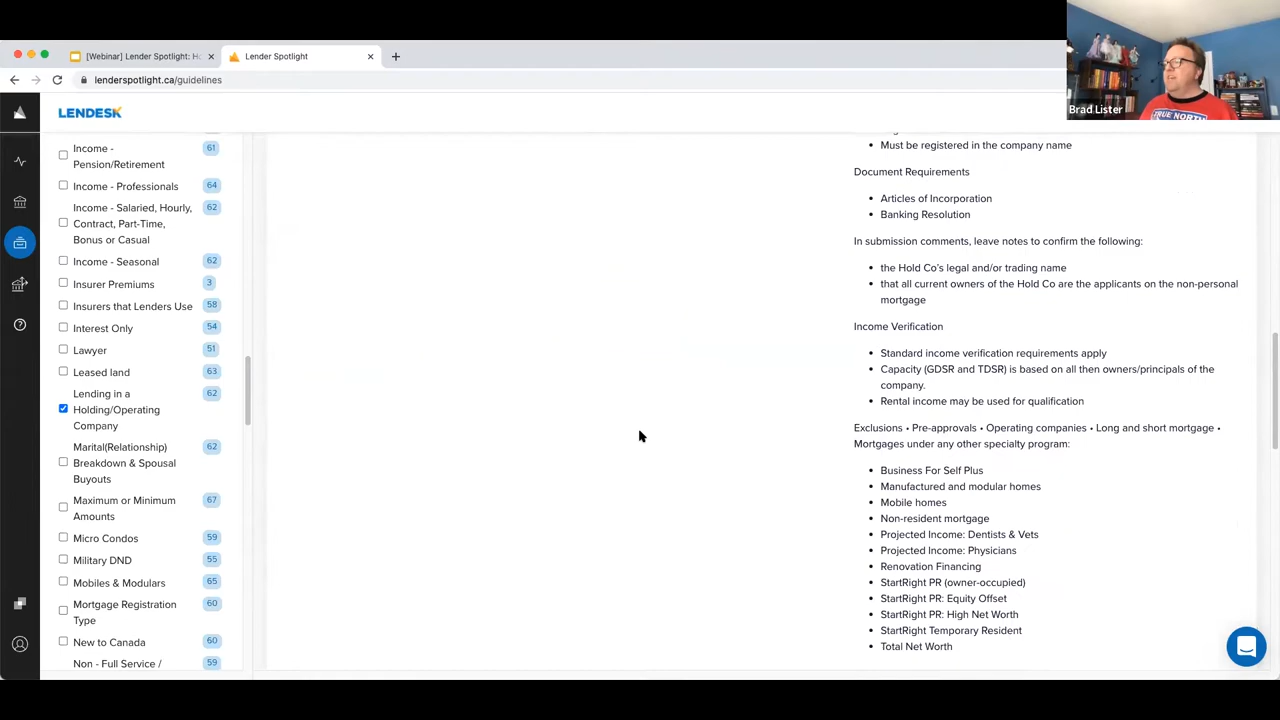 [Webinar] Lender Spotlight: Ho
Lender Spotlight
lenderspotlight.ca/guidelines
Brad Lister
TRUE NORTH
LENDESK
Income -
Pension/Retirement
61
Income - Professionals
64
Income - Salaried, Hourly,
Contract, Part-Time,
Bonus or Casual
62
Income - Seasonal
62
Insurer Premiums
3
Insurers that Lenders Use
58
Interest Only
54
Lawyer
51
Leased land
63
Lending in a
Holding/Operating
Company
62
Marital(Relationship)
Breakdown & Spousal
Buyouts
62
Maximum or Minimum
Amounts
67
Micro Condos
59
Military DND
55
Mobiles & Modulars
65
Mortgage Registration
Type
60
New to Canada
60
Non - Full Service /
59
• Must be registered in the company name
Document Requirements
• Articles of Incorporation
• Banking Resolution
In submission comments, leave notes to confirm the following:
• the Hold Co's legal and/or trading name
• that all current owners of the Hold Co are the applicants on the non-personal
mortgage
Income Verification
• Standard income verification requirements apply
• Capacity (GDSR and TDSR) is based on all then owners/principals of the
company.
• Rental income may be used for qualification
Exclusions • Pre-approvals • Operating companies • Long and short mortgage •
Mortgages under any other specialty program:
• Business For Self Plus
• Manufactured and modular homes
• Mobile homes
• Non-resident mortgage
• Projected Income: Dentists & Vets
• Projected Income: Physicians
• Renovation Financing
• StartRight PR (owner-occupied)
• StartRight PR: Equity Offset
• StartRight PR: High Net Worth
• StartRight Temporary Resident
• Total Net Worth